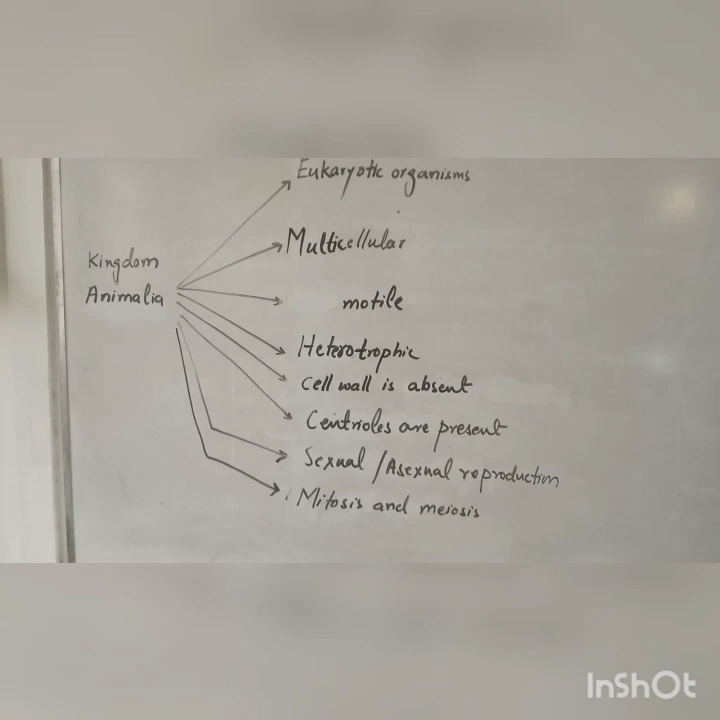 Eukaryotic organisms
Multicellular
Kingdom
Animalia
motile
Heterotrophic
Cell wall is absent
Centrioles are present
Sexual / Asexual reproduction
Mitosis and meiosis
InShOt